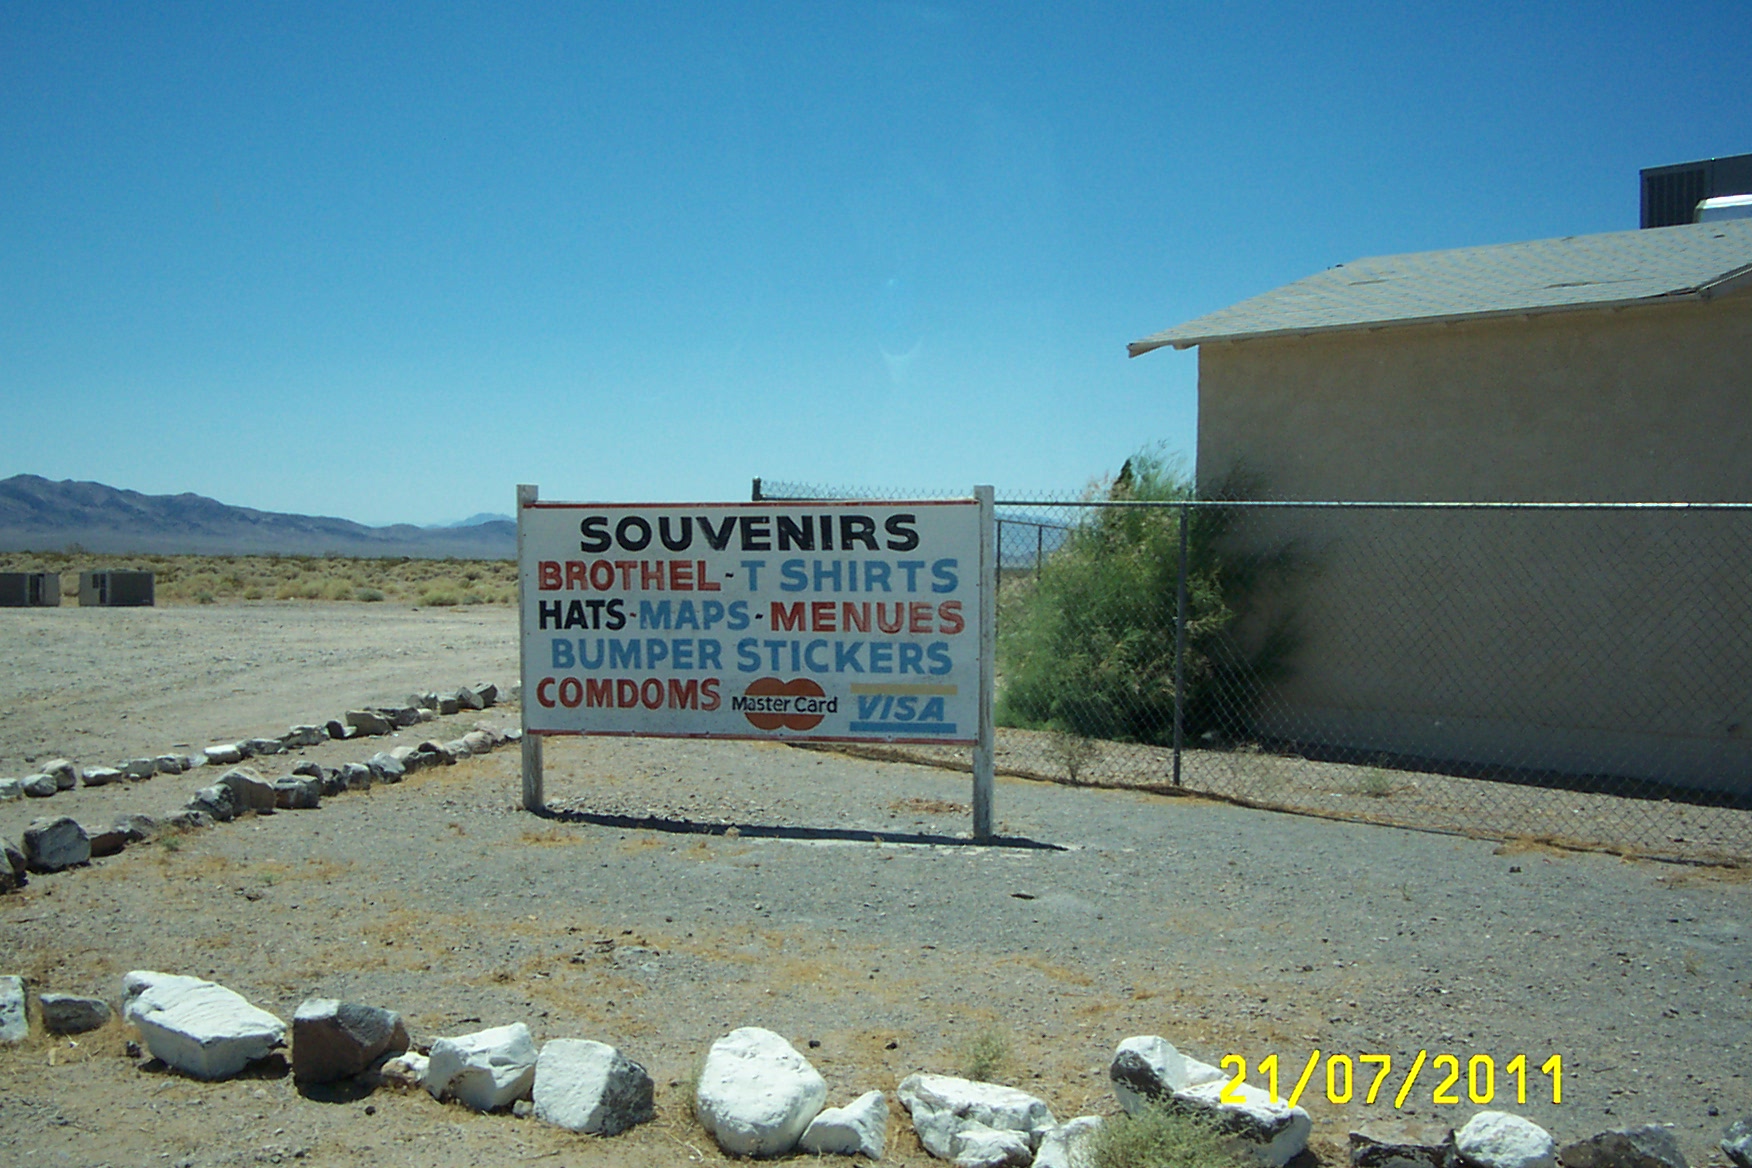 SOUVENIRS
BROTHEL-T SHIRTS
HATS-MAPS-MENUES
BUMPER STICKERS
COMDOMS MasterCard VISA
21/07/2011